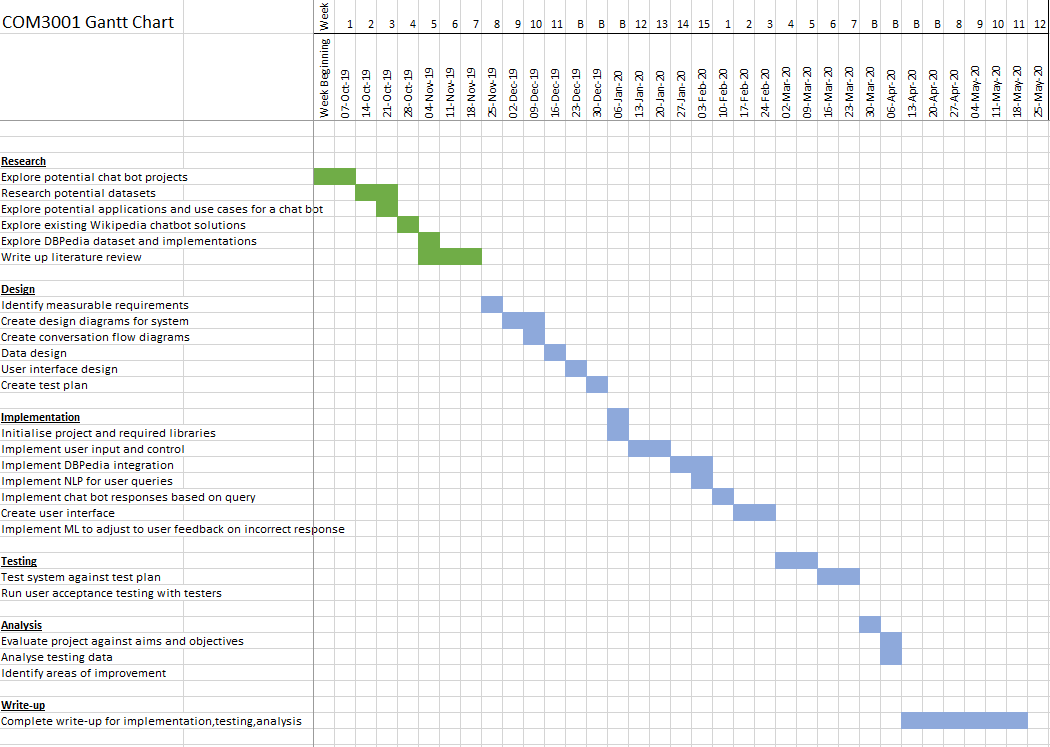 COM3001 Gantt Chart
Week 1 2 3 4 5 6 7 8 9 10 11 B B B 12 13 14 15 1 2 3 4 5 6 7 B B B B 8 9 10 11 12
Week Beginning 07-Oct-19 14-Oct-19 21-Oct-19 28-Oct-19 04-Nov-19 11-Nov-19 18-Nov-19 25-Nov-19 02-Dec-19 09-Dec-19 16-Dec-19 23-Dec-19 30-Dec-19 06-Jan-20 13-Jan-20 20-Jan-20 27-Jan-20 03-Feb-20 10-Feb-20 17-Feb-20 24-Feb-20 02-Mar-20 09-Mar-20 16-Mar-20 23-Mar-20 30-Mar-20 06-Apr-20 13-Apr-20 20-Apr-20 27-Apr-20 04-May-20 11-May-20 18-May-20 25-May-20
Research
Explore potential chat bot projects
Research potential datasets
Explore potential applications and use cases for a chat bot
Explore existing Wikipedia chatbot solutions
Explore DBPedia dataset and implementations
Write up literature review
Design
Identify measurable requirements
Create design diagrams for system
Create conversation flow diagrams
Data design
User interface design
Create test plan
Implementation
Initialise project and required libraries
Implement user input and control
Implement DBPedia integration
Implement NLP for user queries
Implement chat bot responses based on query
Create user interface
Implement ML to adjust to user feedback on incorrect response
Testing
Test system against test plan
Run user acceptance testing with testers
Analysis
Evaluate project against aims and objectives
Analyse testing data
Identify areas of improvement
Write-up
Complete write-up for implementation,testing,analysis